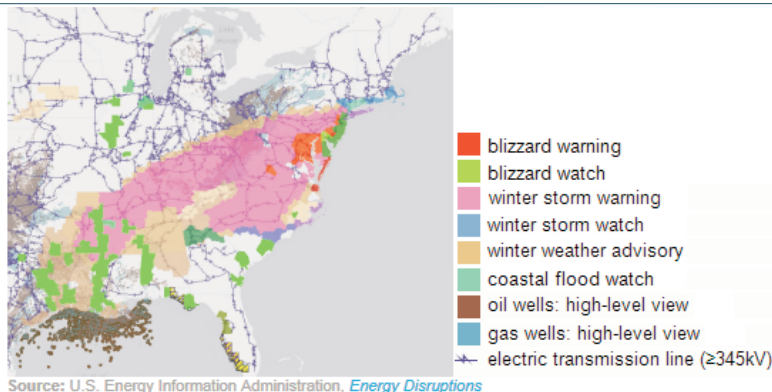 blizzard warning
blizzard watch
winter storm warning
winter storm watch
winter weather advisory
coastal flood watch
oil wells: high-level view
gas wells: high-level view
electric transmission line (≥345kV)
Source: U.S. Energy Information Administration, Energy Disruptions